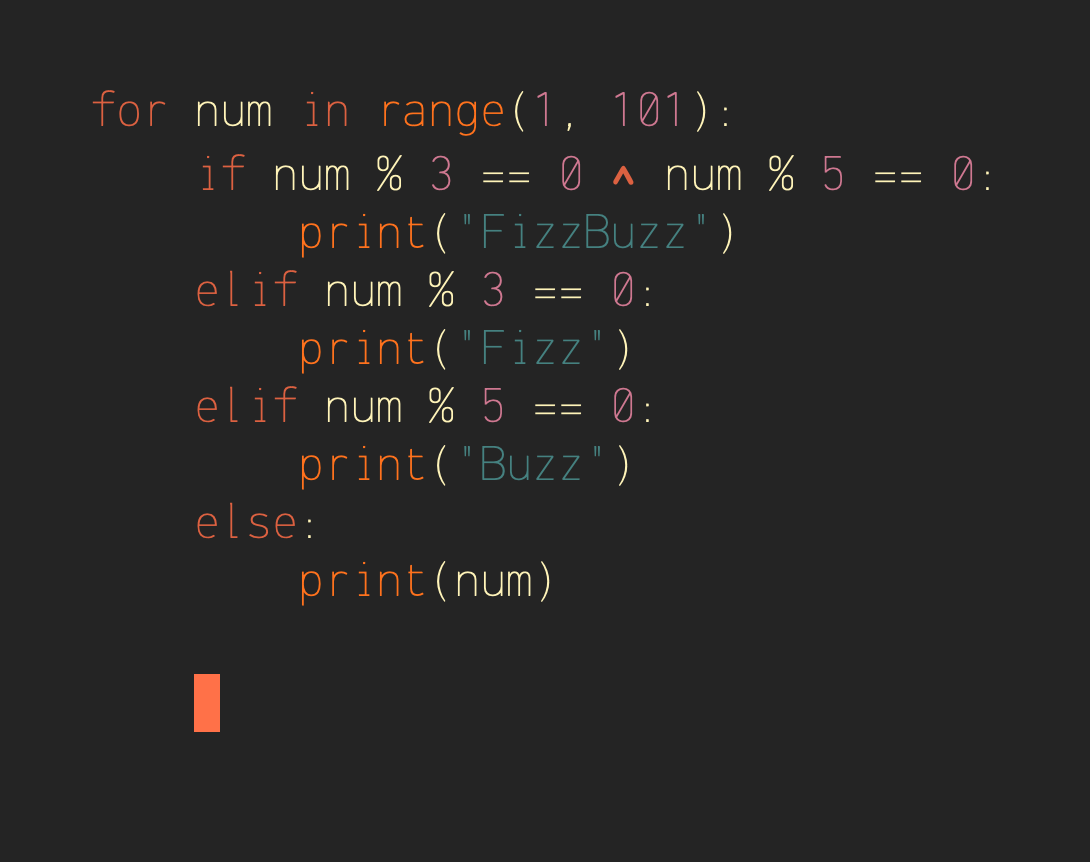 for num in range(1, 101):
    if num % 3 == 0 ^ num % 5 == 0:
        print("FizzBuzz")
    elif num % 3 == 0:
        print("Fizz")
    elif num % 5 == 0:
        print("Buzz")
    else:
        print(num)